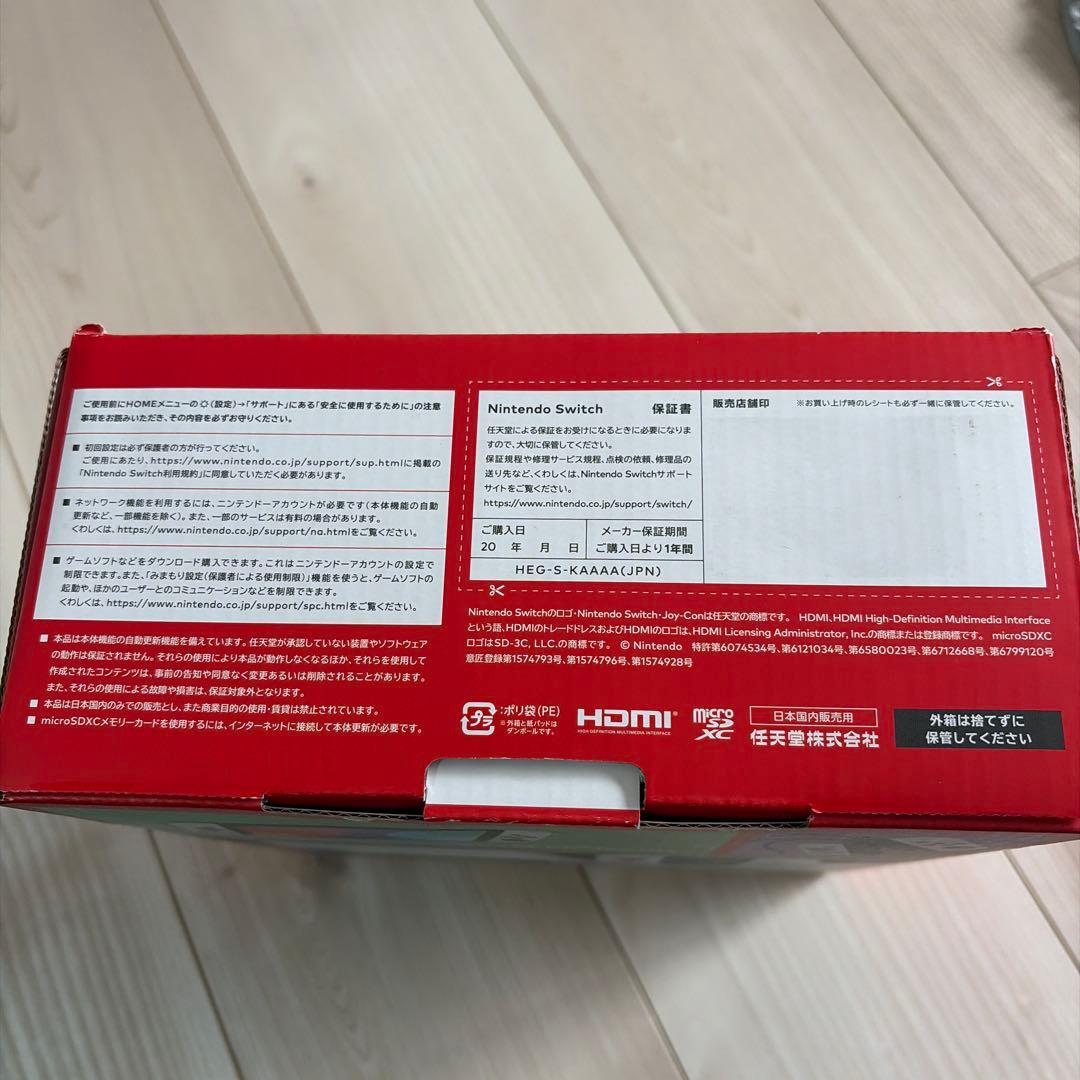 ご使用前にHOMEメニューの(設定)→「サポート」にある「安全に使用するために」の注意
事項をお読みいただき、その内容を必ずお守りください。
■ 初回設定は必ず保護者の方が行ってください。
ご使用にあたり、https://www.nintendo.co.jp/support/sup.htmlに掲載の
「Nintendo Switch利用規約」に同意していただく必要があります。
■ ネットワーク機能を利用するには、ニンテンドーアカウントが必要です(本体機能の自動
更新など、一部機能を除く)。また、一部のサービスは有料の場合があります。
くわしくは、https://www.nintendo.co.jp/support/na.htmlをご覧ください。
■ ゲームソフトなどをダウンロード購入できます。これはニンテンドーアカウントの設定で
制限できます。また、「みまもり設定(保護者による使用制限)」機能を使うと、ゲームソフトの
起動や、ほかのユーザーとのコミュニケーションなどを制限できます。
くわしくは、https://www.nintendo.co.jp/support/spc.htmlをご覧ください。
■ 本品は本体機能の自動更新機能を備えています。任天堂が承認していない装置やソフトウェア
の動作は保証されません。それらの使用により本品が動作しなくなるほか、それらを使用して
作成されたコンテンツは、事前の告知や同意なく変更あるいは削除されることがあります。
また、それらの使用による故障や損害は、保証対象外となります。
■ 本品は日本国内のみでの販売とし、また商業目的の使用・賃貸は禁止されています。
■ microSDXCメモリーカードを使用するには、インターネットに接続して本体更新が必要です。
Nintendo Switch 保証書
任天堂による保証をお受けになるときに必要になりま
すので、大切に保管してください。
保証規程や修理サービス規程、点検の依頼、修理品の
送り先など、くわしくは、Nintendo Switchサポート
サイトをご覧ください。
https://www.nintendo.co.jp/support/switch/
ご購入日
20 年 月 日
メーカー保証期間
ご購入日より1年間
HEG-S-KAAAA(JPN)
販売店舗印 ※お買い上げ時のレシートも必ず一緒に保管してください。
Nintendo Switchのロゴ・Nintendo Switch・Joy-Conは任天堂の商標です。 HDMI、HDMI High-Definition Multimedia Interface
という語、HDMIのトレードドレスおよびHDMIのロゴは、HDMI Licensing Administrator, Inc.の商標または登録商標です。 microSDXC
ロゴはSD-3C, LLC.の商標です。 © Nintendo 特許第6074534号、第6121034号、第6580023号、第6712668号、第6799120号
意匠登録第1574793号、第1574796号、第1574928号
プラ
:ポリ袋(PE)
※外箱と紙パッドは
ダンボールです。
HDMI®
HIGH DEFINITION MULTIMEDIA INTERFACE
micro
SD
XC
日本国内販売用
任天堂株式会社
外箱は捨てずに
保管してください